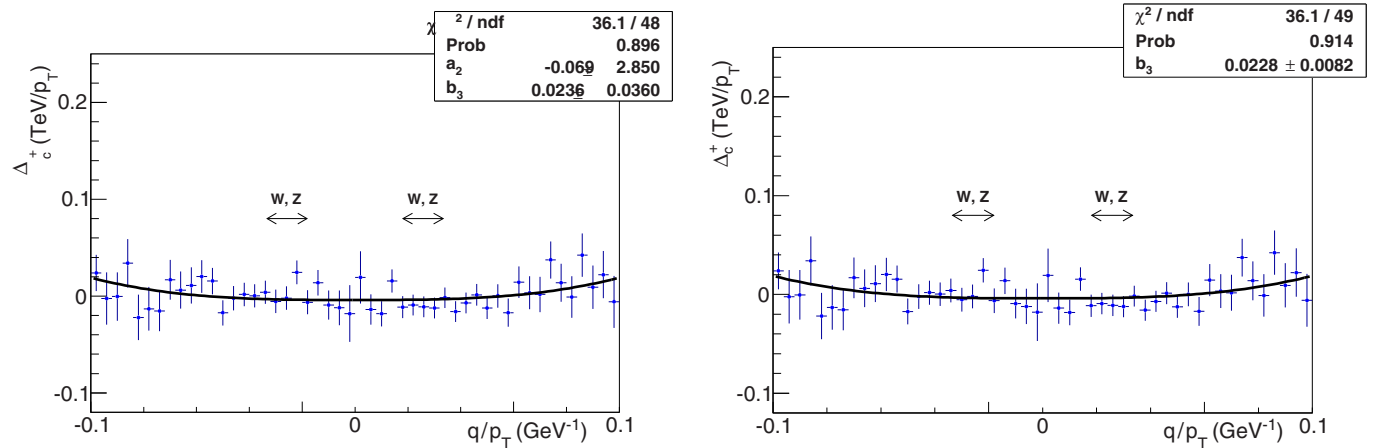 χ2 / ndf 36.1 / 48
Prob 0.896
a2 -0.069 ± 2.850
b3 0.0236 ± 0.0360
Δc+ (TeV/pT)
0.2
0.1
w, z w, z
0
-0.1
-0.1 0 0.1
q/pT (GeV-1)
χ2 / ndf 36.1 / 49
Prob 0.914
b3 0.0228 ± 0.0082
Δc+ (TeV/pT)
0.2
0.1
w, z w, z
0
-0.1
-0.1 0 0.1
q/pT (GeV-1)